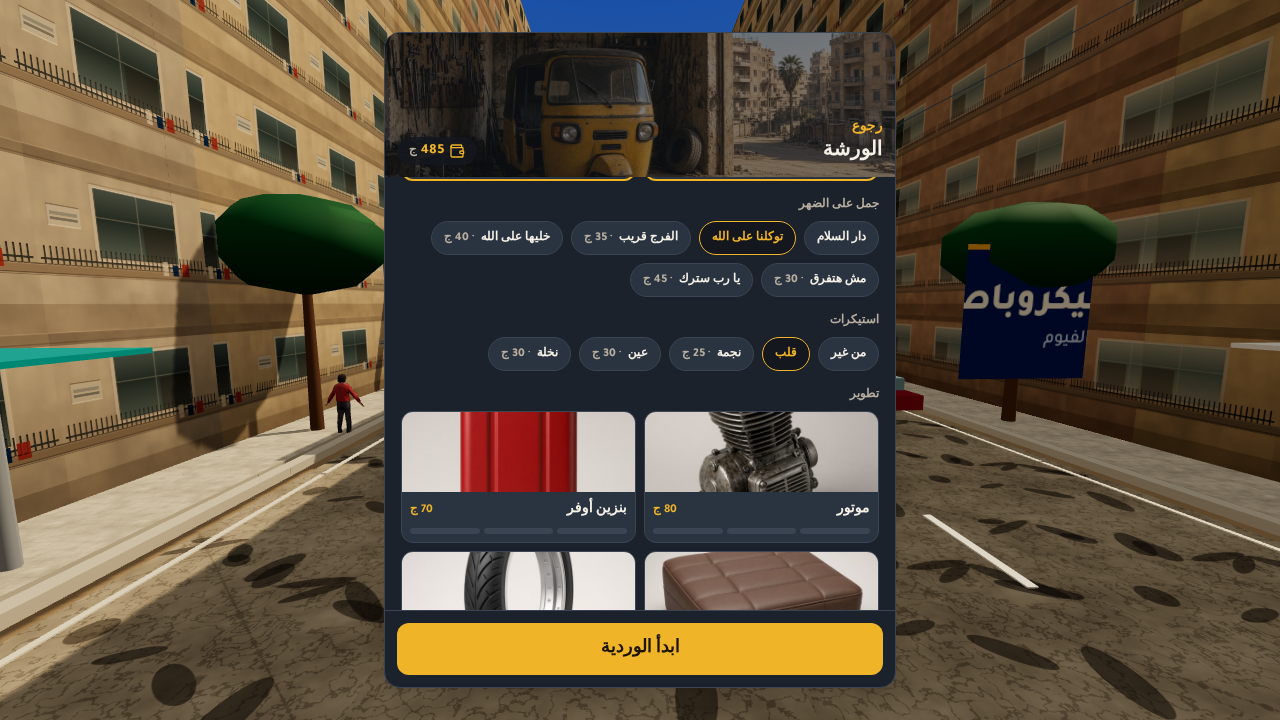 رجوع
الورشة
485 ج
جمل على الضهر
دار السلام
توكلنا على الله
الفرج قريب · 35 ج
خليها على الله · 40 ج
مش هتفرق · 30 ج
يا رب سترك · 45 ج
استيكرات
من غير
قلب
نجمة · 25 ج
عين · 30 ج
نخلة · 30 ج
تطوير
موتور
80 ج
بنزين أوفر
70 ج
ابدأ الوردية